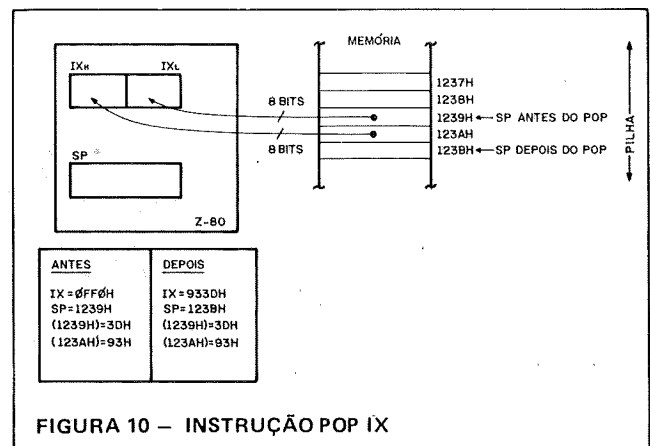 MEMÓRIA
IXH IXL
8 BITS
8 BITS
SP
Z-80
1237H
1238H
1239H ← SP ANTES DO POP
123AH
123BH ← SP DEPOIS DO POP
PILHA
ANTES
IX=ØFFØH
SP=1239H
(1239H)=3DH
(123AH)=93H
DEPOIS
IX=933DH
SP=123BH
(1239H)=3DH
(123AH)=93H
FIGURA 10 – INSTRUÇÃO POP IX